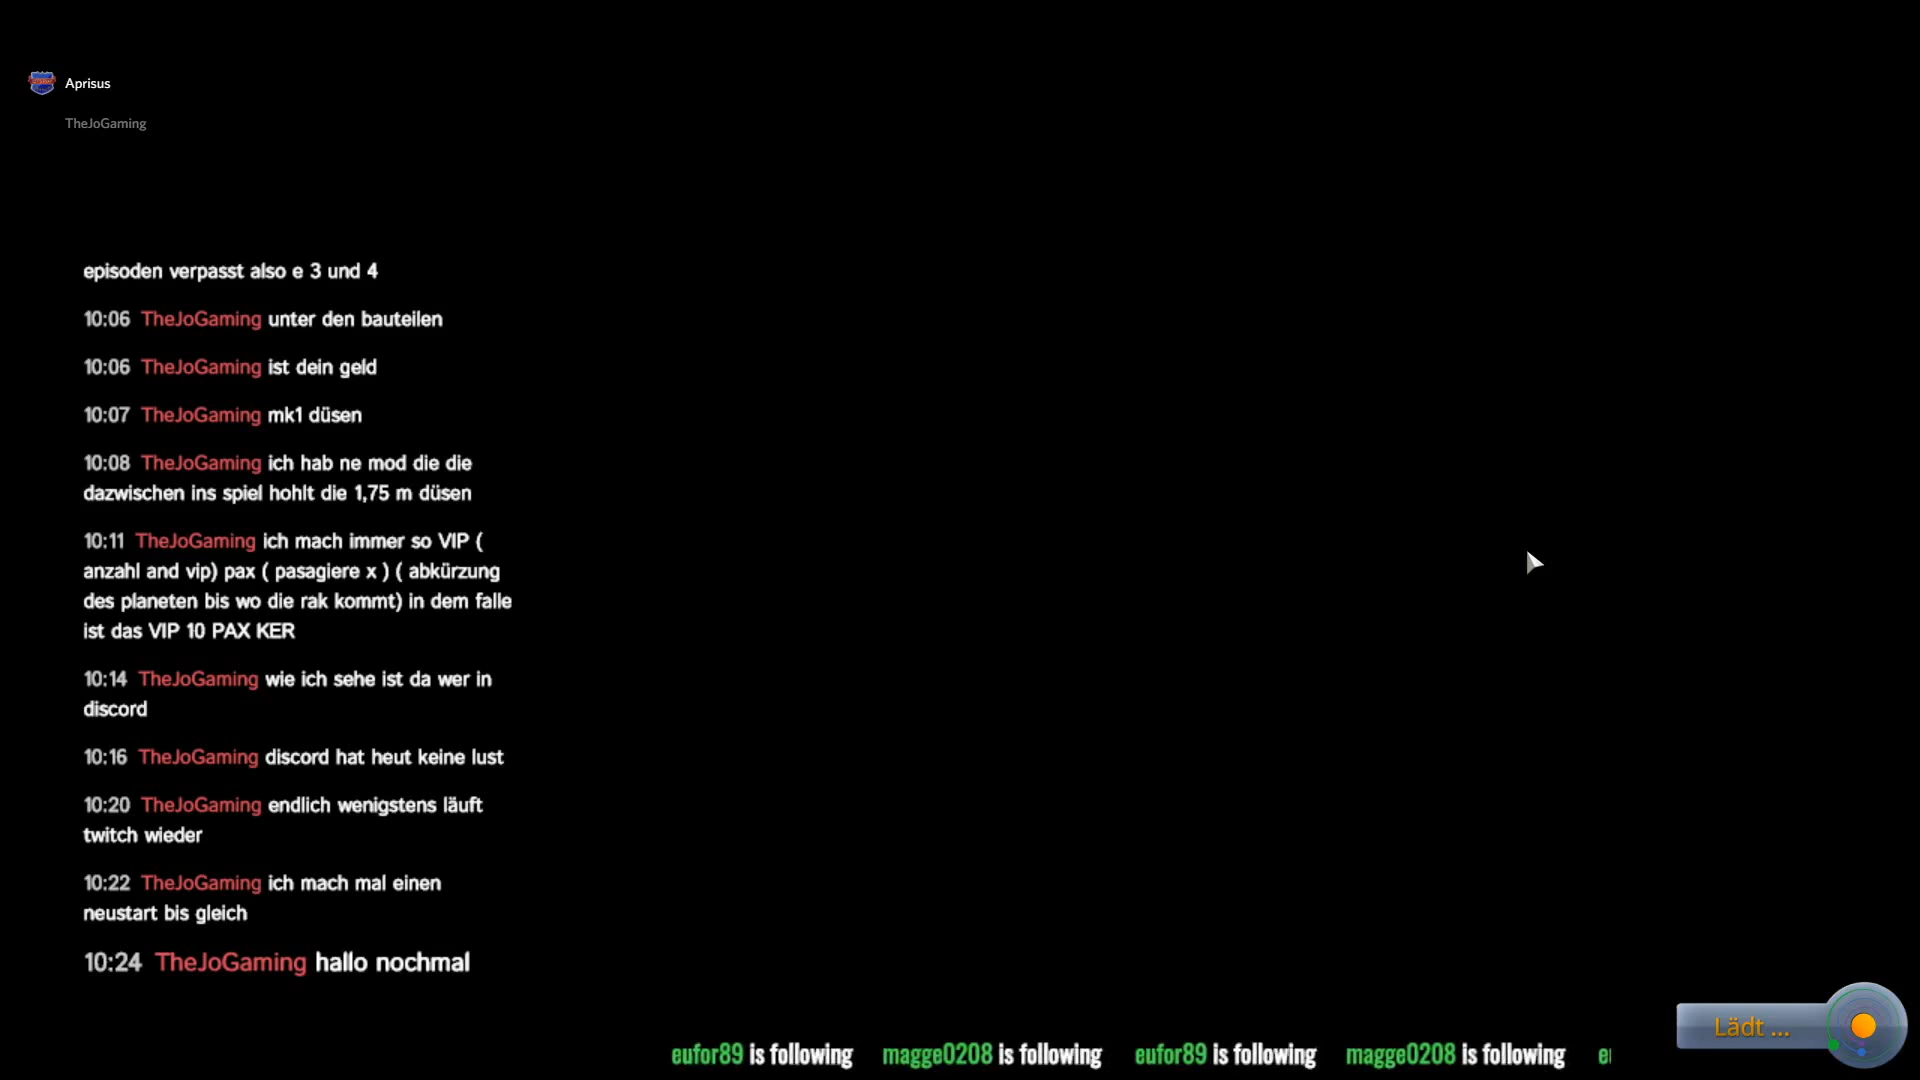 Aprisus
TheJoGaming
episoden verpasst also e 3 und 4
10:06 TheJoGaming unter den bauteilen
10:06 TheJoGaming ist dein geld
10:07 TheJoGaming mk1 düsen
10:08 TheJoGaming ich hab ne mod die die
dazwischen ins spiel hohlt die 1,75 m düsen
10:11 TheJoGaming ich mach immer so VIP (
anzahl and vip) pax ( pasagiere x ) ( abkürzung
des planeten bis wo die rak kommt) in dem falle
ist das VIP 10 PAX KER
10:14 TheJoGaming wie ich sehe ist da wer in
discord
10:16 TheJoGaming discord hat heut keine lust
10:20 TheJoGaming endlich wenigstens läuft
twitch wieder
10:22 TheJoGaming ich mach mal einen
neustart bis gleich
10:24 TheJoGaming hallo nochmal
Lädt ...
eufor89 is following magge0208 is following eufor89 is following magge0208 is following